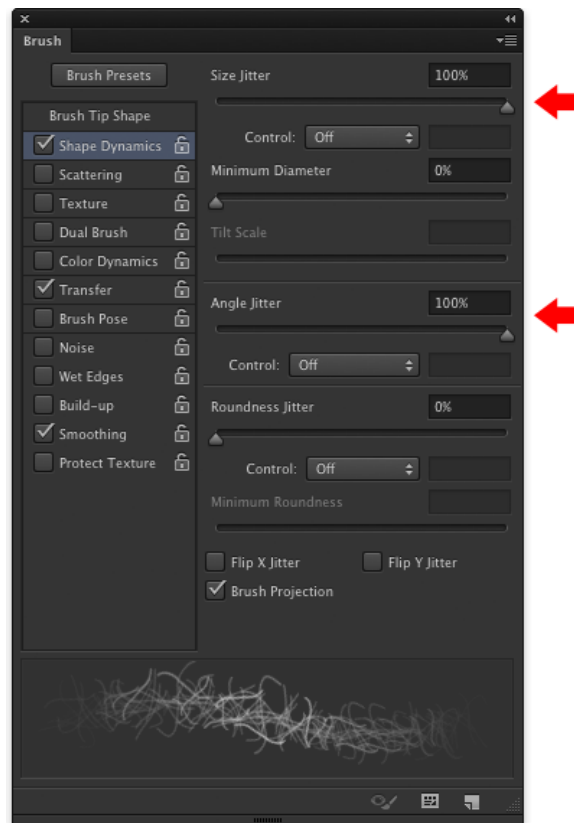 Brush
Brush Presets
Brush Tip Shape
Shape Dynamics
Scattering
Texture
Dual Brush
Color Dynamics
Transfer
Brush Pose
Noise
Wet Edges
Build-up
Smoothing
Protect Texture
Size Jitter 100%
Control: Off
Minimum Diameter 0%
Tilt Scale
Angle Jitter 100%
Control: Off
Roundness Jitter 0%
Control: Off
Minimum Roundness
Flip X Jitter Flip Y Jitter
Brush Projection